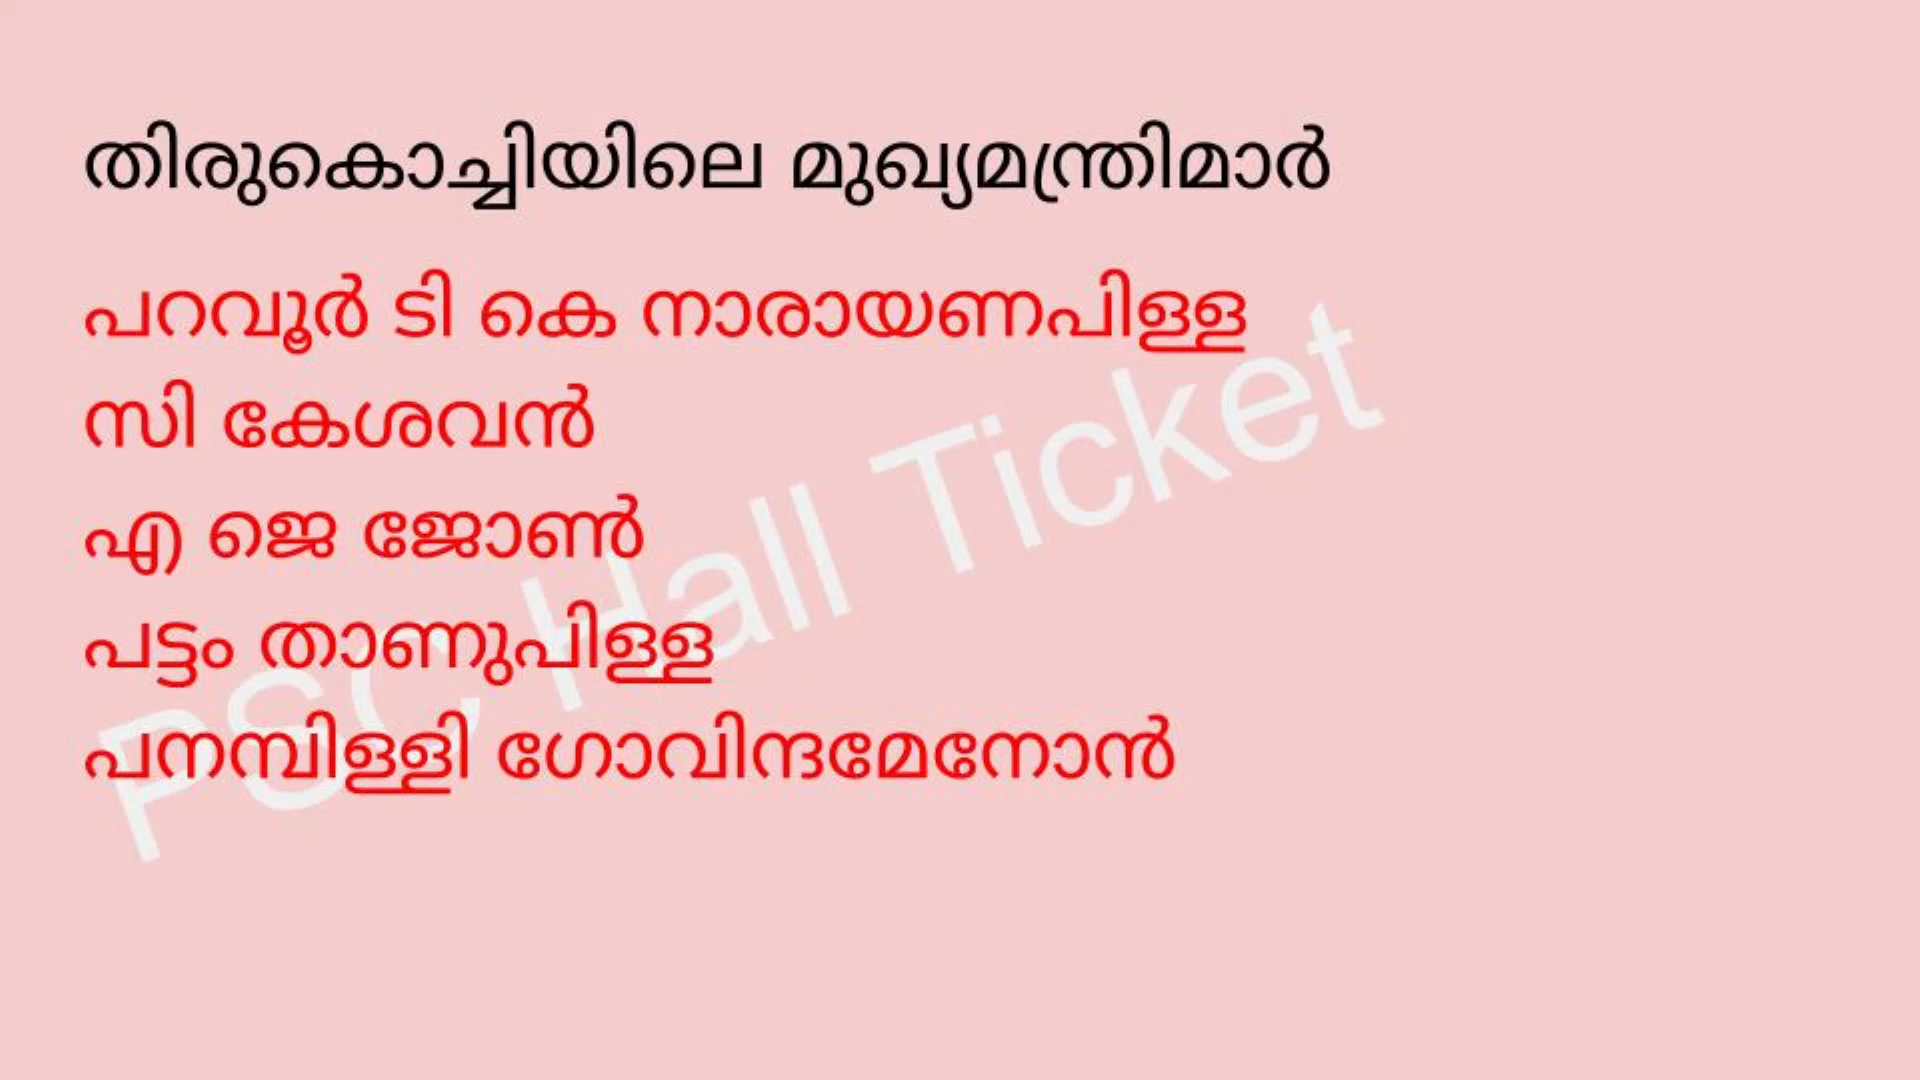 തിരുകൊച്ചിയിലെ മുഖ്യമന്ത്രിമാർ
പറവൂർ ടി കെ നാരായണപിള്ള
സി കേശവൻ
എ ജെ ജോൺ
പട്ടം താണുപിള്ള
പനമ്പിള്ളി ഗോവിന്ദമേനോൻ
PSC Hall Ticket